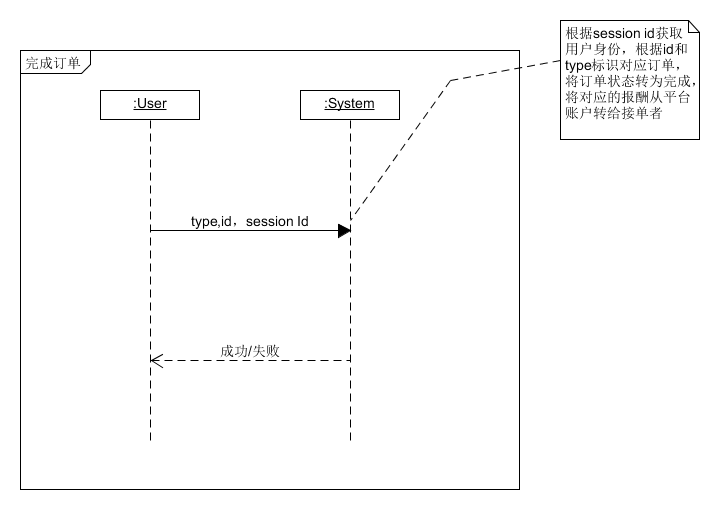 完成订单
:User
:System
根据session id获取
用户身份，根据id和
type标识对应订单，
将订单状态转为完成，
将对应的报酬从平台
账户转给接单者
type,id，session Id
成功/失败